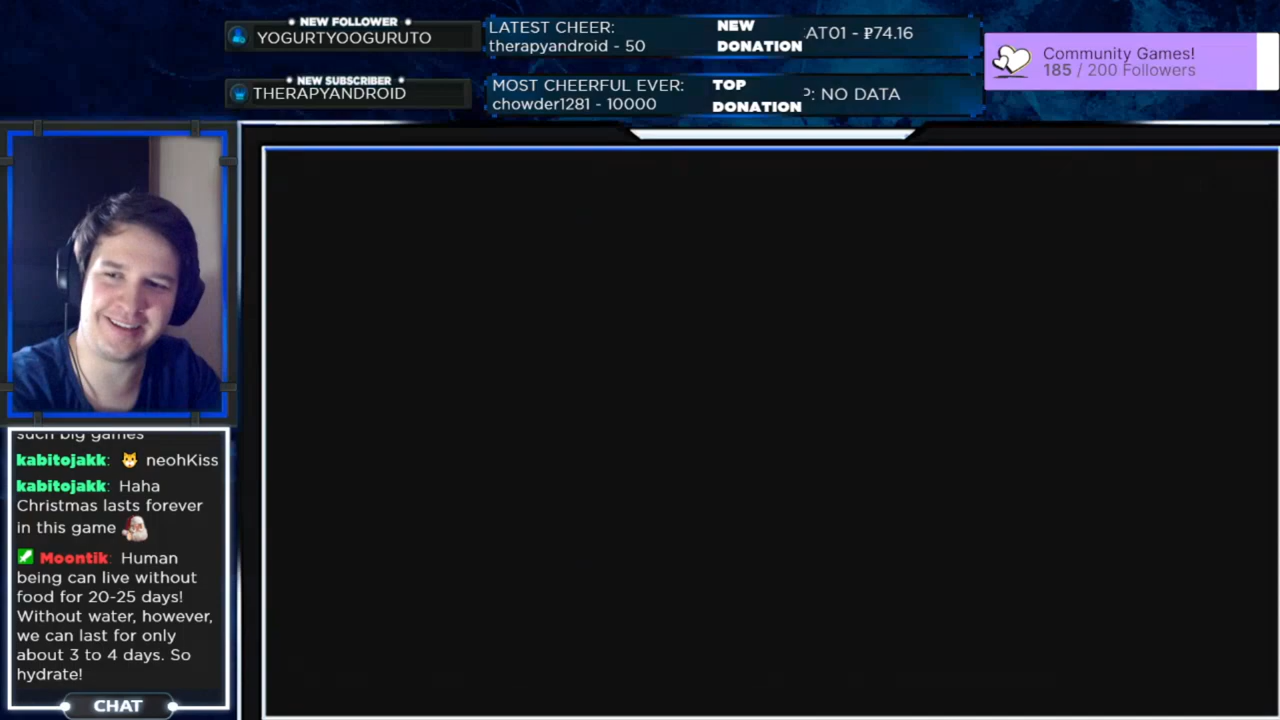 NEW FOLLOWER
YOGURTYOOGURUTO
NEW SUBSCRIBER
THERAPYANDROID
LATEST CHEER:
therapyandroid - 50
MOST CHEERFUL EVER:
chowder1281 - 10000
NEW
DONATION
AT01 - ₽74.16
TOP
DONATION
: NO DATA
Community Games!
185 / 200 Followers
such big games
kabitojakk: neohKiss
kabitojakk: Haha
Christmas lasts forever
in this game
Moontik: Human
being can live without
food for 20-25 days!
Without water, however,
we can last for only
about 3 to 4 days. So
hydrate!
CHAT